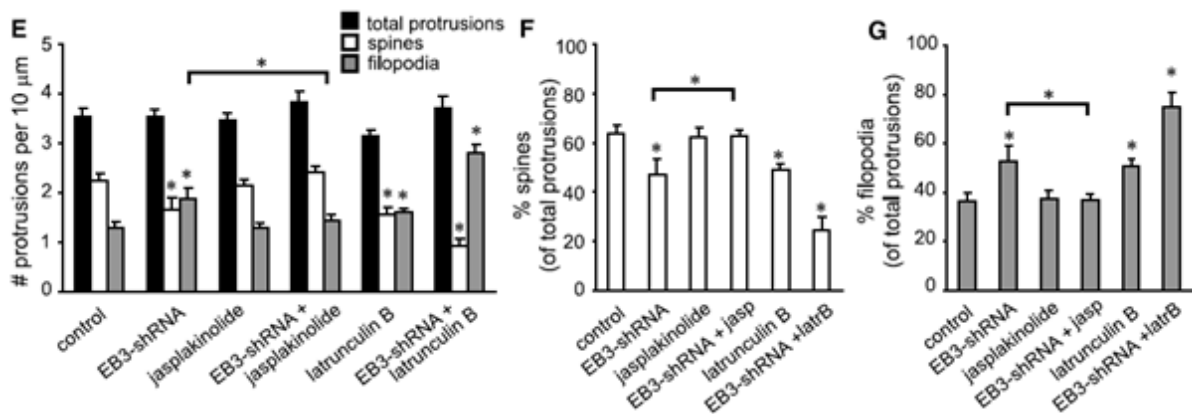 E
total protrusions
spines
filopodia
# protrusions per 10 µm
5
4
3
2
1
0
*
* *
* *
*
*
control
EB3-shRNA
jasplakinolide
EB3-shRNA +
jasplakinolide
latrunculin B
EB3-shRNA +
latrunculin B
F
% spines
(of total protrusions)
100
80
60
40
20
0
*
*
*
*
control
EB3-shRNA
jasplakinolide
EB3-shRNA + jasp
latrunculin B
EB3-shRNA +latrB
G
% filopodia
(of total protrusions)
100
80
60
40
20
0
*
*
*
*
control
EB3-shRNA
jasplakinolide
EB3-shRNA + jasp
latrunculin B
EB3-shRNA +latrB